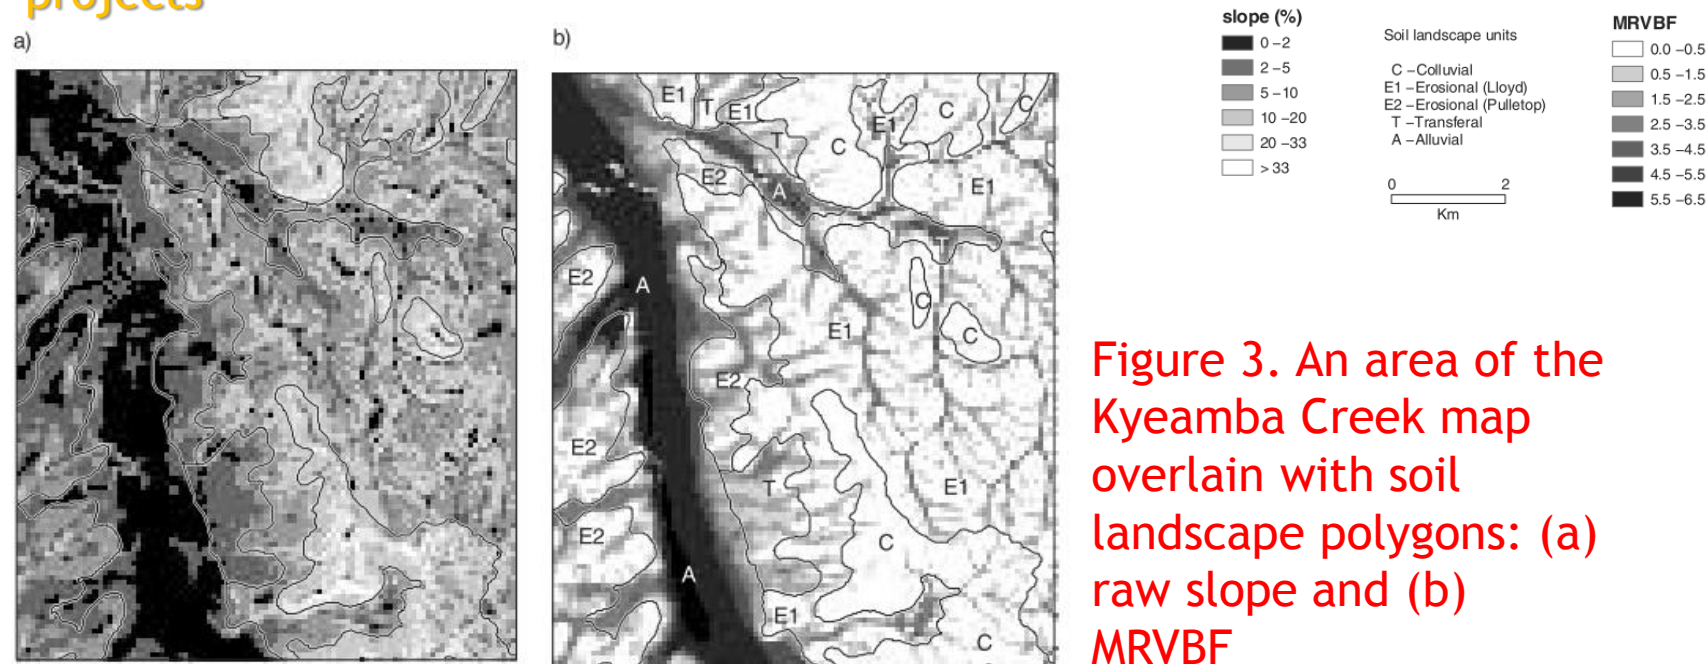 projects
a)
b)
slope (%)
0 –2
2 –5
5 –10
10 –20
20 –33
> 33
Soil landscape units
C –Colluvial
E1 –Erosional (Lloyd)
E2 –Erosional (Pulletop)
T –Transferal
A –Alluvial
0 2
Km
MRVBF
0.0 –0.5
0.5 –1.5
1.5 –2.5
2.5 –3.5
3.5 –4.5
4.5 –5.5
5.5 –6.5
E1 T E1 C C
E1
T C
E2 A E1
T
E2 A C
E1 C
E2
E2
T E1
E2 C
A
E1
C
Figure 3. An area of the
Kyeamba Creek map
overlain with soil
landscape polygons: (a)
raw slope and (b)
MRVBF